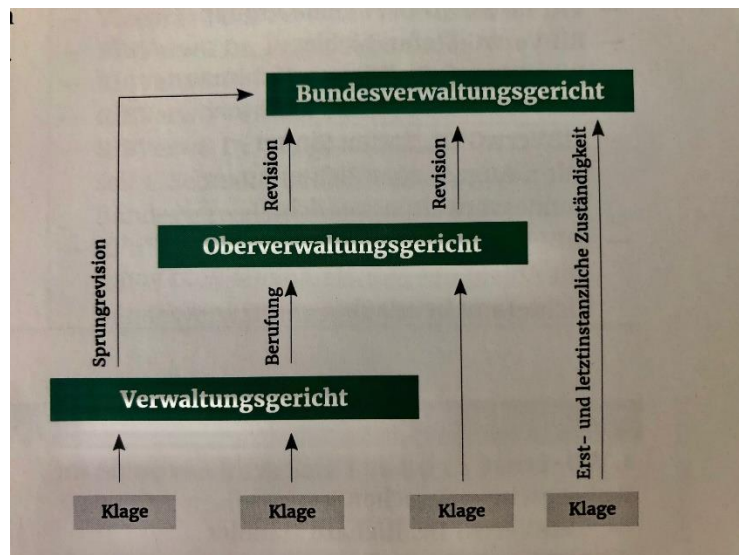 Bundesverwaltungsgericht
Revision
Revision
Oberverwaltungsgericht
Sprungrevision
Berufung
Erst- und letztinstanzliche Zuständigkeit
Verwaltungsgericht
Klage
Klage
Klage
Klage